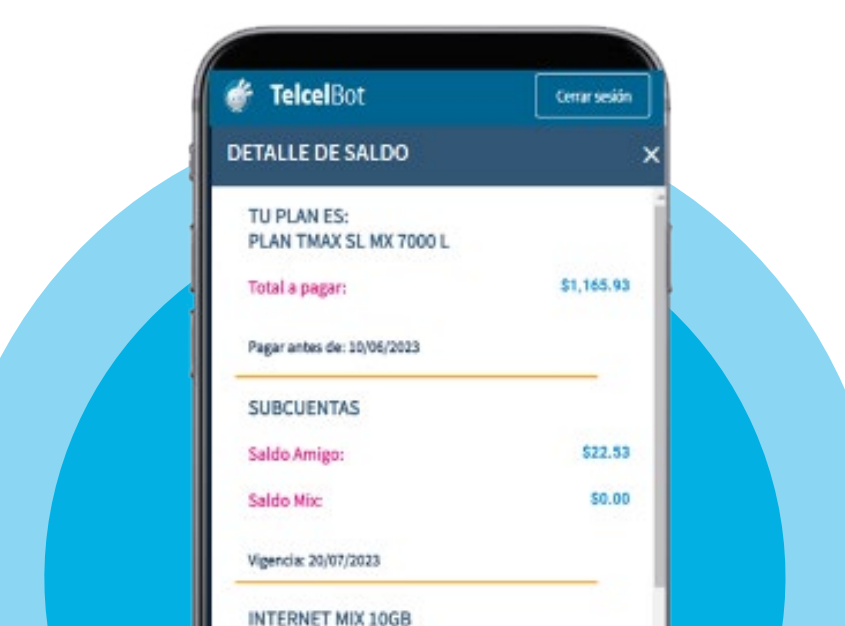 TelcelBot
Cerrar sesión
DETALLE DE SALDO
TU PLAN ES:
PLAN TMAX SL MX 7000 L
Total a pagar: $1,165.93
Pagar antes de: 10/06/2023
SUBCUENTAS
Saldo Amigo: $22.53
Saldo Mix: $0.00
Vigencia: 20/07/2023
INTERNET MIX 10GB